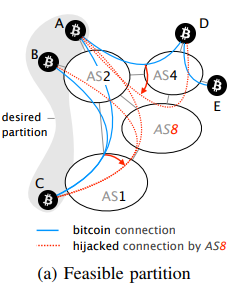 A
D
B
AS2
AS4
E
desired
partition
AS8
C
AS1
bitcoin connection
hijacked connection by AS8
(a) Feasible partition